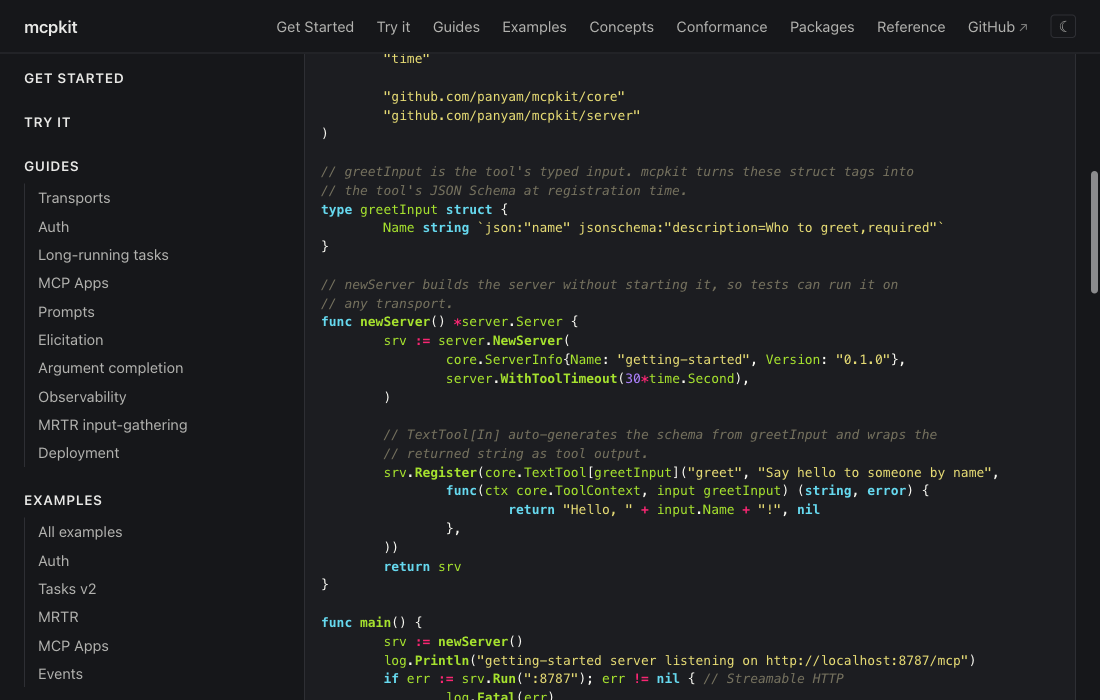 mcpkit
Get Started Try it Guides Examples Concepts Conformance Packages Reference GitHub ↗ ☾
GET STARTED
TRY IT
GUIDES
Transports
Auth
Long-running tasks
MCP Apps
Prompts
Elicitation
Argument completion
Observability
MRTR input-gathering
Deployment
EXAMPLES
All examples
Auth
Tasks v2
MRTR
MCP Apps
Events
"time"
"github.com/panyam/mcpkit/core"
"github.com/panyam/mcpkit/server"
)
// greetInput is the tool's typed input. mcpkit turns these struct tags into
// the tool's JSON Schema at registration time.
type greetInput struct {
Name string `json:"name" jsonschema:"description=Who to greet,required"`
}
// newServer builds the server without starting it, so tests can run it on
// any transport.
func newServer() *server.Server {
srv := server.NewServer(
core.ServerInfo{Name: "getting-started", Version: "0.1.0"},
server.WithToolTimeout(30*time.Second),
)
// TextTool[In] auto-generates the schema from greetInput and wraps the
// returned string as tool output.
srv.Register(core.TextTool[greetInput]("greet", "Say hello to someone by name",
func(ctx core.ToolContext, input greetInput) (string, error) {
return "Hello, " + input.Name + "!", nil
},
))
return srv
}
func main() {
srv := newServer()
log.Println("getting-started server listening on http://localhost:8787/mcp")
if err := srv.Run(":8787"); err != nil { // Streamable HTTP
log.Fatal(err)